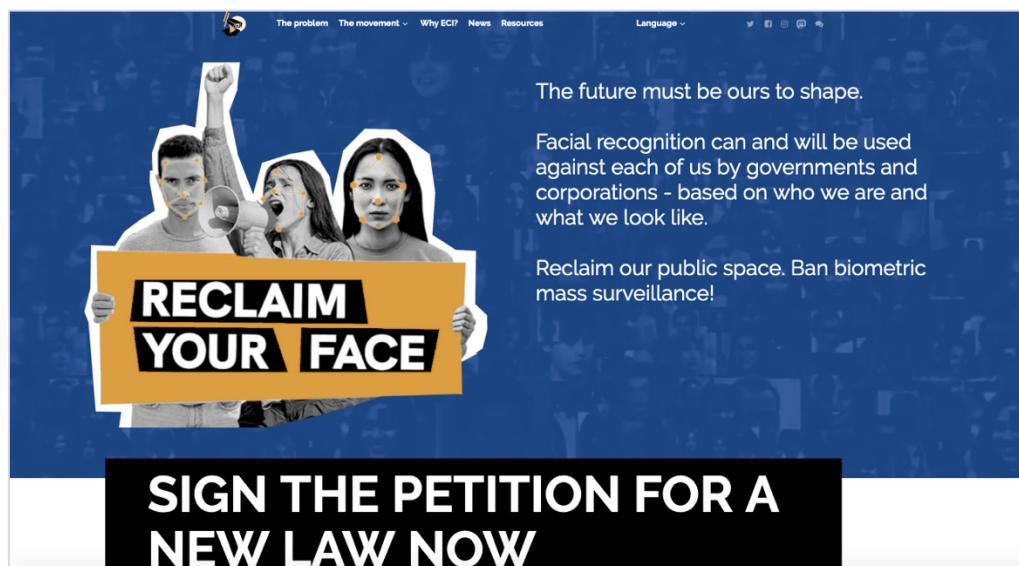 The problem The movement Why ECI? News Resources Language
The future must be ours to shape.
Facial recognition can and will be used
against each of us by governments and
corporations - based on who we are and
what we look like.
Reclaim our public space. Ban biometric
mass surveillance!
RECLAIM
YOUR FACE
SIGN THE PETITION FOR A
NEW LAW NOW